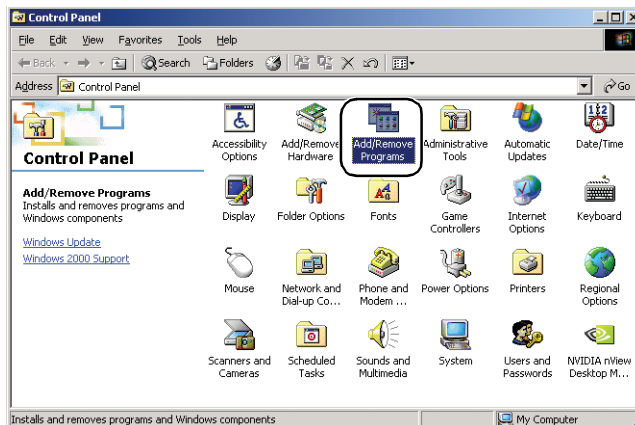 Control Panel
File Edit View Favorites Tools Help
Back Search Folders
Address Control Panel Go
Control Panel
Add/Remove Programs
Installs and removes programs and
Windows components
Windows Update
Windows 2000 Support
Accessibility
Options
Add/Remove
Hardware
Add/Remove
Programs
Administrative
Tools
Automatic
Updates
Date/Time
Display
Folder Options
Fonts
Game
Controllers
Internet
Options
Keyboard
Mouse
Network and
Dial-up Co...
Phone and
Modem ...
Power Options
Printers
Regional
Options
Scanners and
Cameras
Scheduled
Tasks
Sounds and
Multimedia
System
Users and
Passwords
NVIDIA nView
Desktop M...
Installs and removes programs and Windows components My Computer